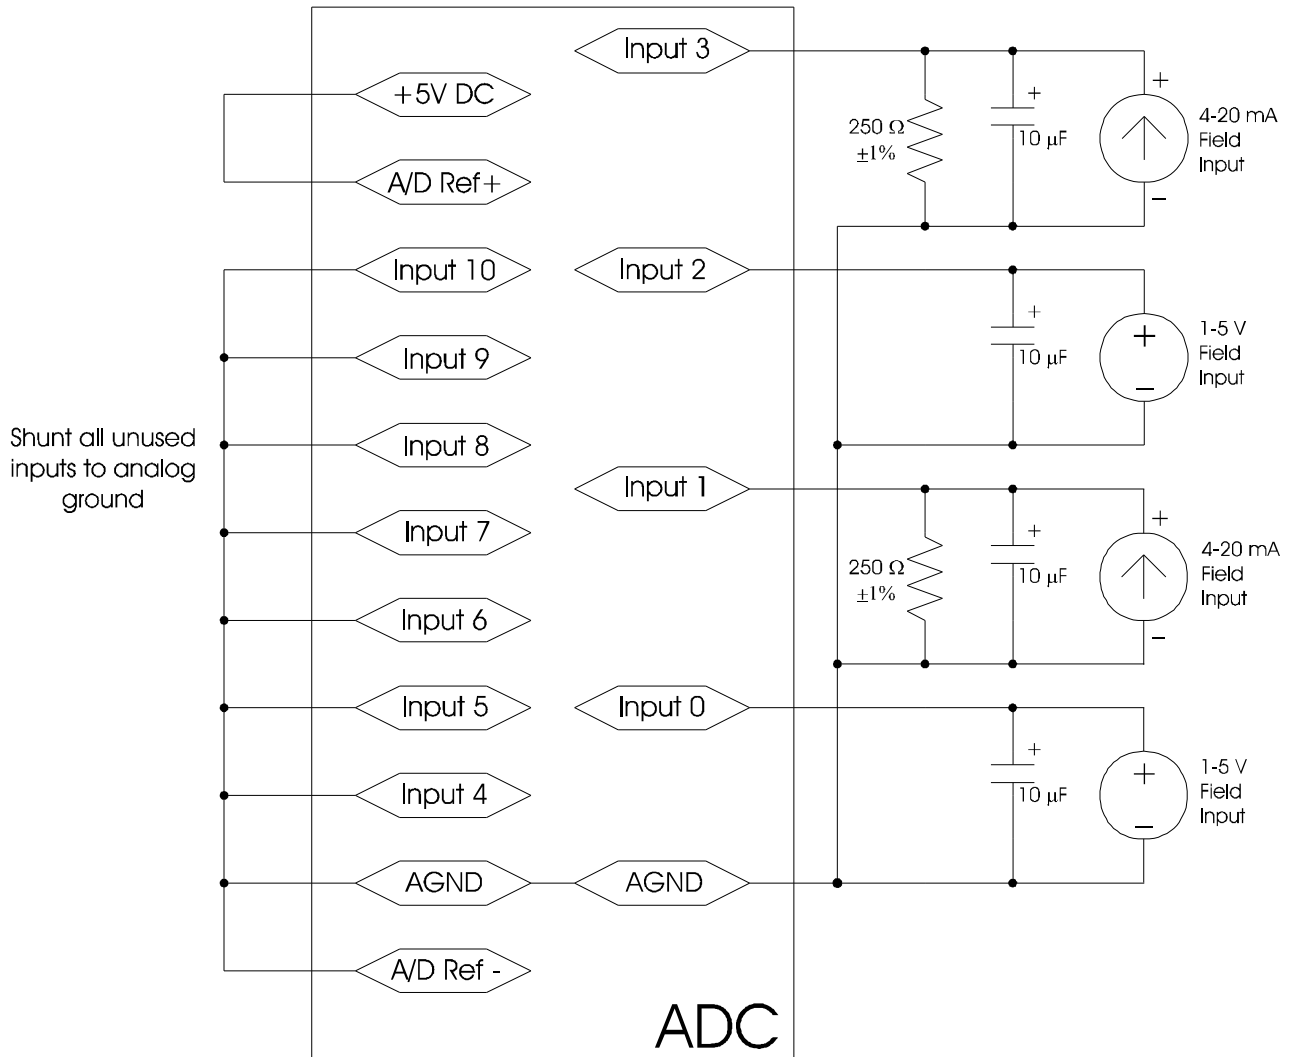 Input 3
+5V DC
A/D Ref+
Input 10
Input 2
Input 9
Input 8
Input 1
Input 7
Input 6
Input 5
Input 0
Input 4
AGND
AGND
A/D Ref -
ADC
Shunt all unused
inputs to analog
ground
250 Ω
±1%
+
10 µF
+
−
4-20 mA
Field
Input
+
10 µF
+
−
1-5 V
Field
Input
250 Ω
±1%
+
10 µF
+
−
4-20 mA
Field
Input
+
10 µF
+
−
1-5 V
Field
Input